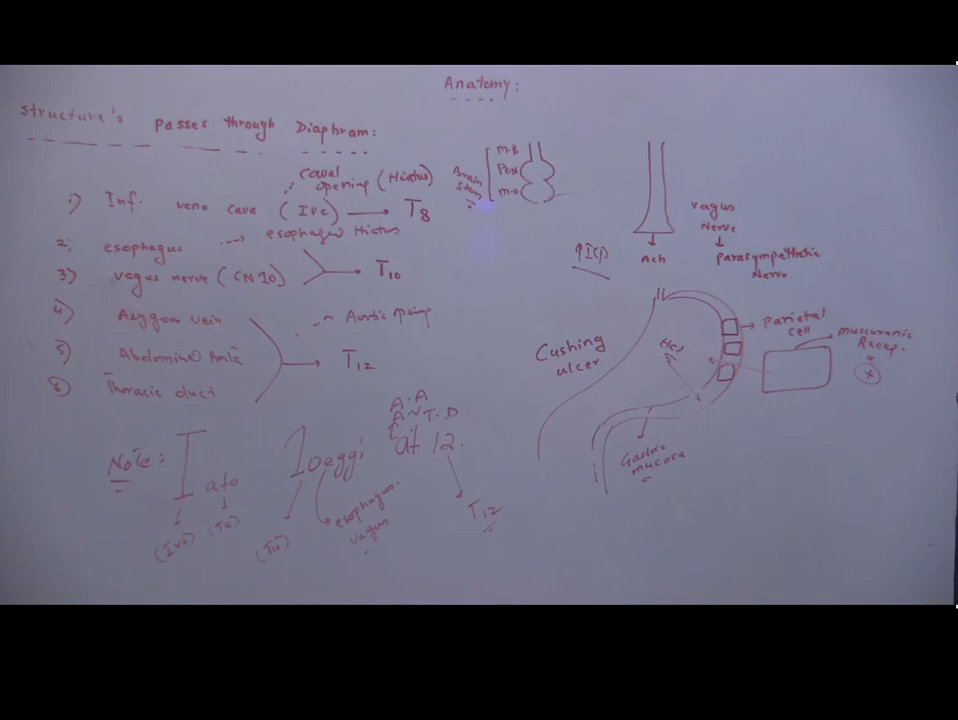 Anatomy:
structure's Passes through Diaphram:
1) Inf. vena cava (IVC) → T8
cawal opening (Hiatus)
2; esophagus
esophageal Hiatus
3) vagus nerve (CN 10)
T10
4) Azygous vein
Aortic opening
5) Abdominal Aorta
T12
6) Thoracic duct
Note: I ate 10 eggs at 12.
A.A
A.V T.D
(IVC) (T8) (T10) esophagus.
vagus
T12
Brain stem
M.B
Pons
M.O
↑ICP
Ach
vagus Nerve
Parasympathetic Nerve
Cushing ulcer
HCl
Parietal cell
muscuranic Recep.
Gastric mucosa